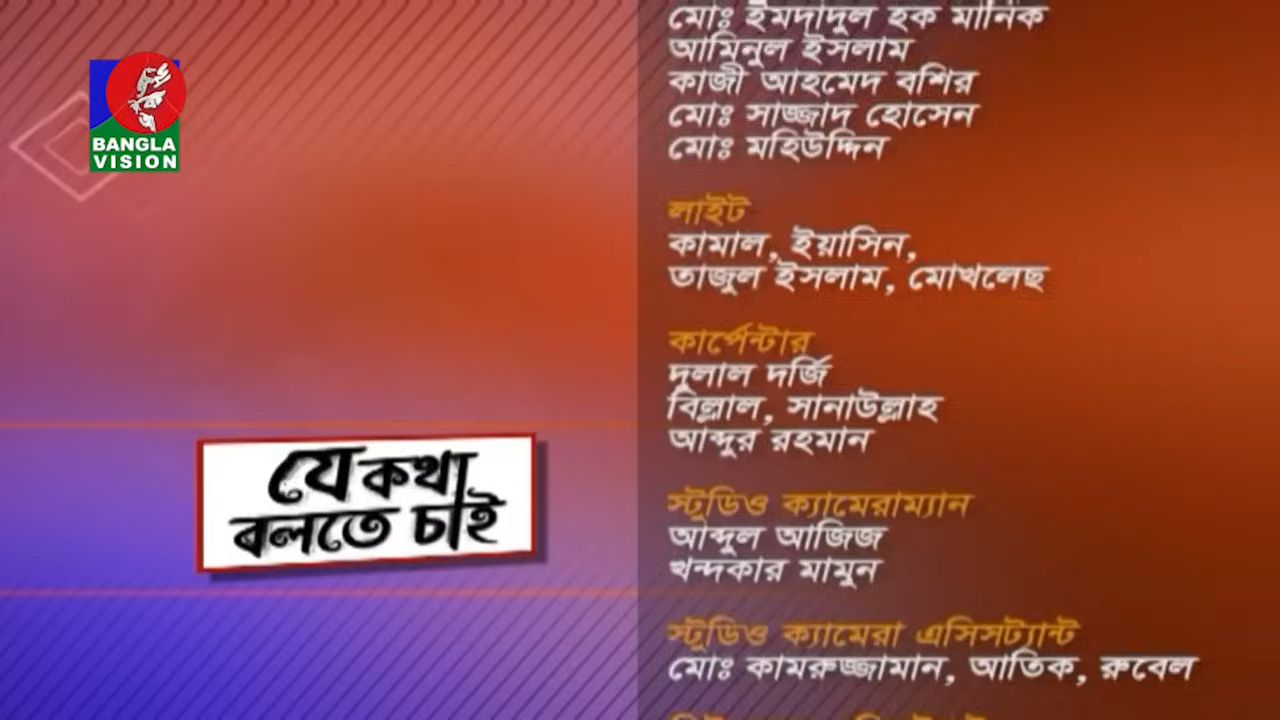 BANGLA
VISION
যে কথা
বলতে চাই
মোঃ ইমদাদুল হক মানিক
আমিনুল ইসলাম
কাজী আহমেদ বশির
মোঃ সাজ্জাদ হোসেন
মোঃ মহিউদ্দিন
লাইট
কামাল, ইয়াসিন,
তাজুল ইসলাম, মোখলেছ
কার্পেন্টার
দুলাল দর্জি
বিল্লাল, সানাউল্লাহ
আব্দুর রহমান
স্টুডিও ক্যামেরাম্যান
আব্দুল আজিজ
খন্দকার মামুন
স্টুডিও ক্যামেরা এসিসট্যান্ট
মোঃ কামরুজ্জামান, আতিক, রুবেল